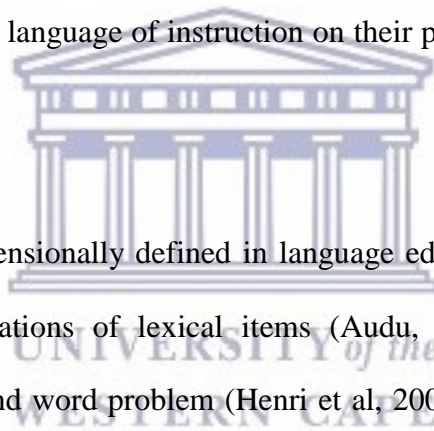 language of instruction on their p
ensionally defined in language ed
ations of lexical items (Audu,
UNIVERSITY of the
nd word problem (Henri et al, 200
WESTERN CAPE